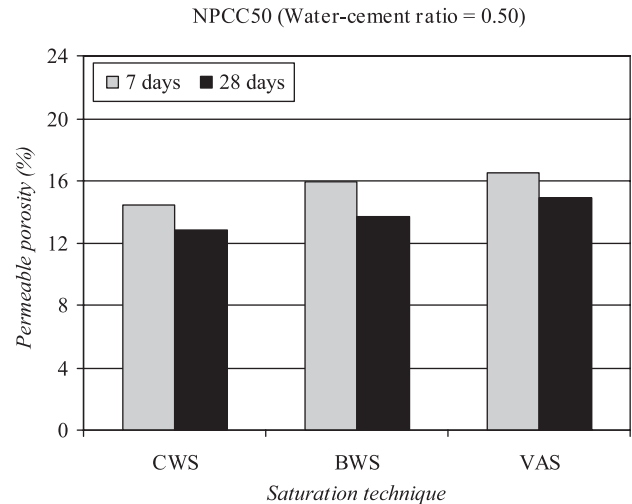 NPCC50 (Water-cement ratio = 0.50)
24
7 days 28 days
20
16
12
8
4
0
Permeable porosity (%)
CWS BWS VAS
Saturation technique